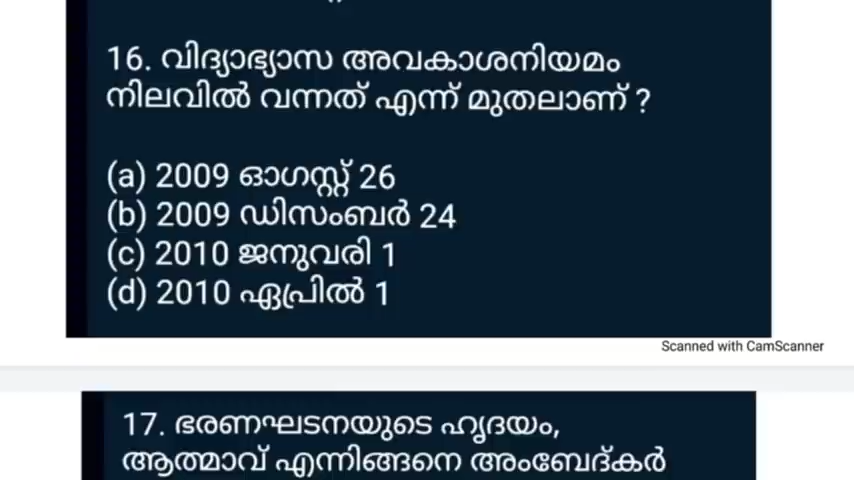 16. വിദ്യാഭ്യാസ അവകാശനിയമം
നിലവിൽ വന്നത് എന്ന് മുതലാണ് ?
(a) 2009 ഓഗസ്റ്റ് 26
(b) 2009 ഡിസംബർ 24
(c) 2010 ജനുവരി 1
(d) 2010 ഏപ്രിൽ 1
Scanned with CamScanner
17. ഭരണഘടനയുടെ ഹൃദയം,
ആത്മാവ് എന്നിങ്ങനെ അംബേദ്കർ